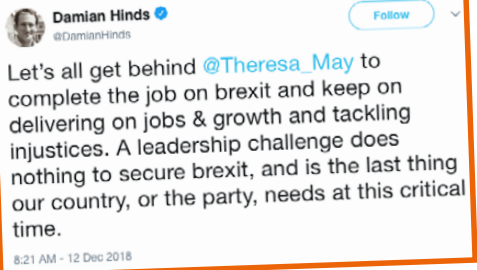 Damian Hinds
@DamianHinds
Follow
Let's all get behind @Theresa_May to
complete the job on brexit and keep on
delivering on jobs & growth and tackling
injustices. A leadership challenge does
nothing to secure brexit, and is the last thing
our country, or the party, needs at this critical
time.
8:21 AM - 12 Dec 2018